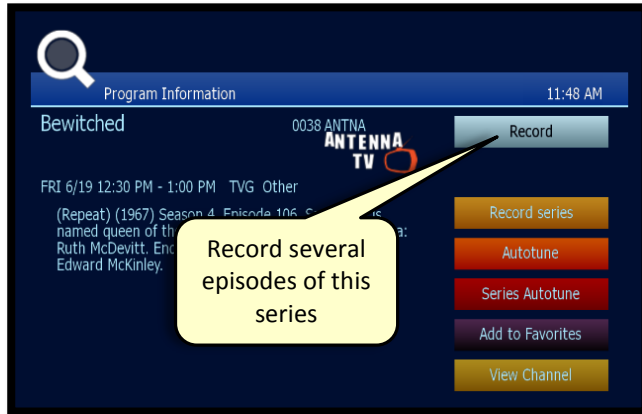 Program Information
11:48 AM
Bewitched
0038 ANTNA
ANTENNA
TV
Record
FRI 6/19 12:30 PM - 1:00 PM TVG Other
(Repeat) (1967) Season 4, Episode 106,
named queen of
Ruth McDevitt.
Edward McKinley.
Record several
episodes of this
series
Record series
Autotune
Series Autotune
Add to Favorites
View Channel